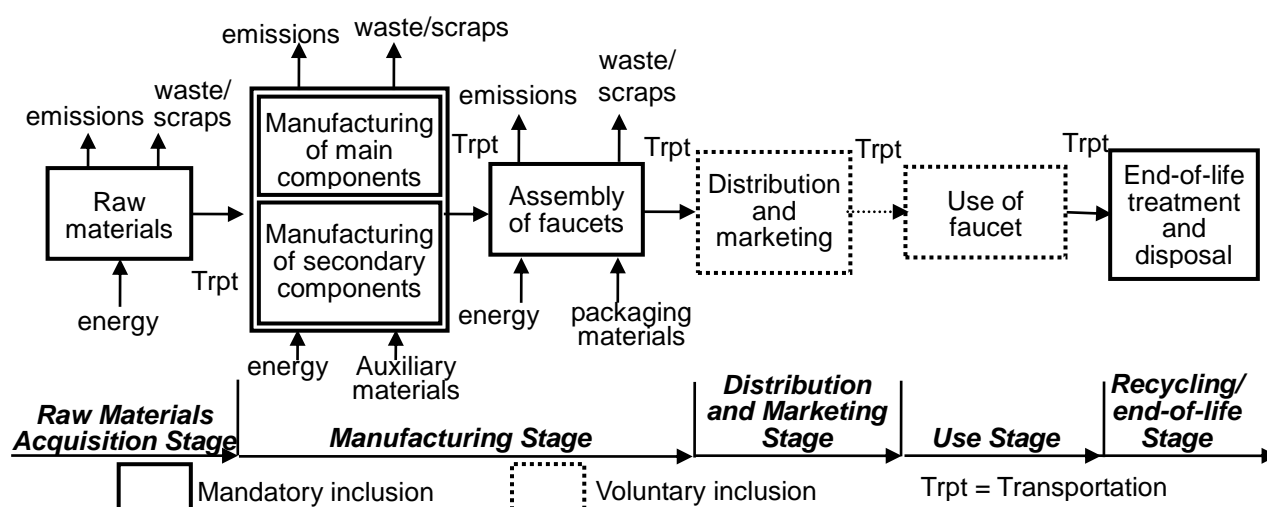 emissions
waste/scraps
waste/
scraps
emissions
waste/
scraps
emissions
Manufacturing
of main
components
Trpt
Trpt
Trpt
Trpt
Raw
materials
Manufacturing
of secondary
components
Assembly
of faucets
Distribution
and
marketing
Use of
faucet
End-of-life
treatment
and
disposal
Trpt
energy
energy
packaging
materials
energy
Auxiliary
materials
Raw Materials
Acquisition Stage
Manufacturing Stage
Distribution
and Marketing
Stage
Use Stage
Recycling/
end-of-life
Stage
Mandatory inclusion
Voluntary inclusion
Trpt = Transportation